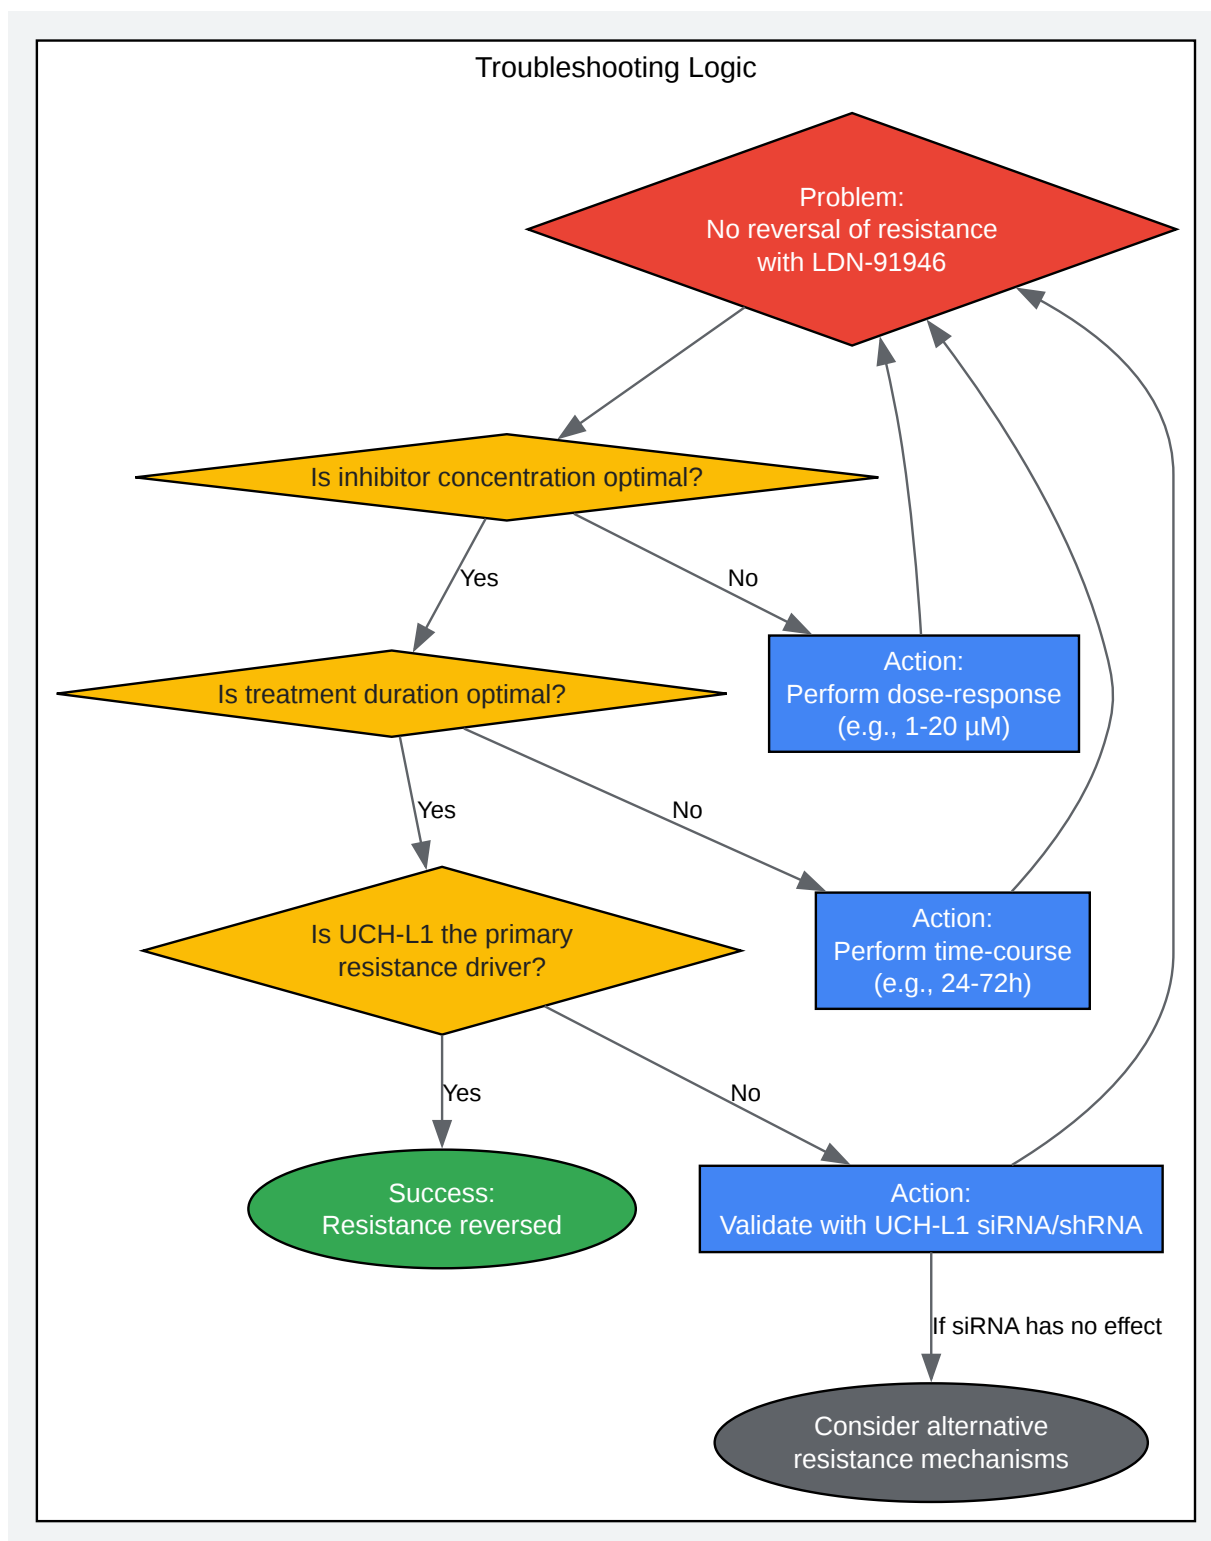 Troubleshooting Logic
Problem:
No reversal of resistance
with LDN-91946
Is inhibitor concentration optimal?
Yes
No
Action:
Perform dose-response
(e.g., 1-20 µM)
Is treatment duration optimal?
Yes
No
Action:
Perform time-course
(e.g., 24-72h)
Is UCH-L1 the primary
resistance driver?
Yes
No
Success:
Resistance reversed
Action:
Validate with UCH-L1 siRNA/shRNA
If siRNA has no effect
Consider alternative
resistance mechanisms